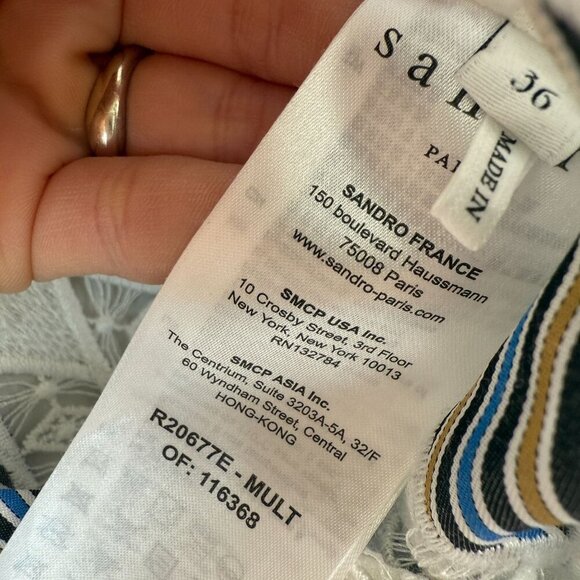 san
PA
36
MADE IN
SANDRO FRANCE
150 boulevard Haussmann
75008 Paris
www.sandro-paris.com
SMCP USA Inc.
10 Crosby Street, 3rd Floor
New York, New York 10013
RN132784
SMCP ASIA Inc.
The Centrium, Suite 3203A-5A, 32/F
60 Wyndham Street, Central
HONG-KONG
R20677E - MULT
OF: 116368